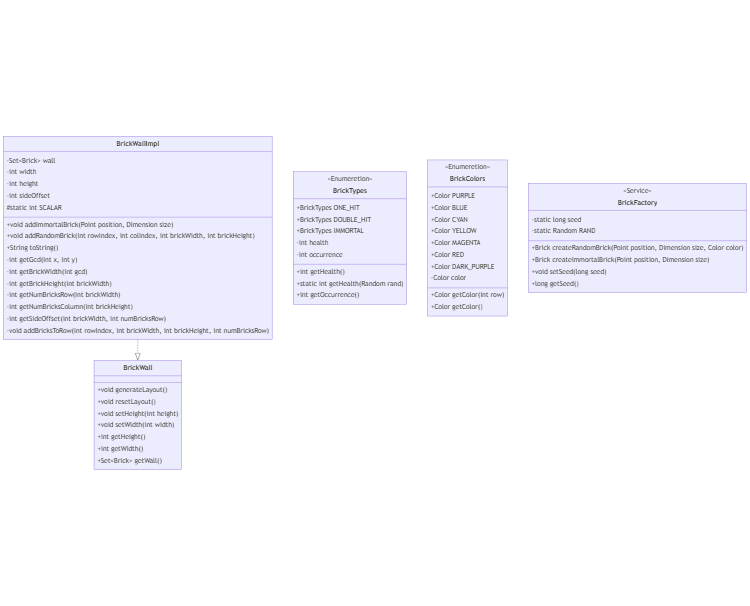 BrickWallImpl
-Set<Brick> wall
-int width
-int height
-int sideOffset
#static int SCALAR
+void addImmortalBrick(Point position, Dimension size)
+void addRandomBrick(int rowIndex, int colIndex, int brickWidth, int brickHeight)
+String toString()
-int getGcd(int x, int y)
-int getBrickWidth(int gcd)
-int getBrickHeight(int brickWidth)
-int getNumBricksRow(int brickWidth)
-int getNumBricksColumn(int brickHeight)
-int getSideOffset(int brickWidth, int numBricksRow)
-void addBricksToRow(int rowIndex, int brickWidth, int brickHeight, int numBricksRow)
BrickWall
+void generateLayout()
+void resetLayout()
+void setHeight(int height)
+void setWidth(int width)
+int getHeight()
+int getWidth()
+Set<Brick> getWall()
«Enumeretion»
BrickTypes
+BrickTypes ONE_HIT
+BrickTypes DOUBLE_HIT
+BrickTypes IMMORTAL
-int health
-int occurrence
+int getHealth()
+static int getHealth(Random rand)
+int getOccurrence()
«Enumeretion»
BrickColors
+Color PURPLE
+Color BLUE
+Color CYAN
+Color YELLOW
+Color MAGENTA
+Color RED
+Color DARK_PURPLE
-Color color
+Color getColor(int row)
+Color getColor()
«Service»
BrickFactory
-static long seed
-static Random RAND
+Brick createRandomBrick(Point position, Dimension size, Color color)
+Brick createImmortalBrick(Point position, Dimension size)
+void setSeed(long seed)
+long getSeed()